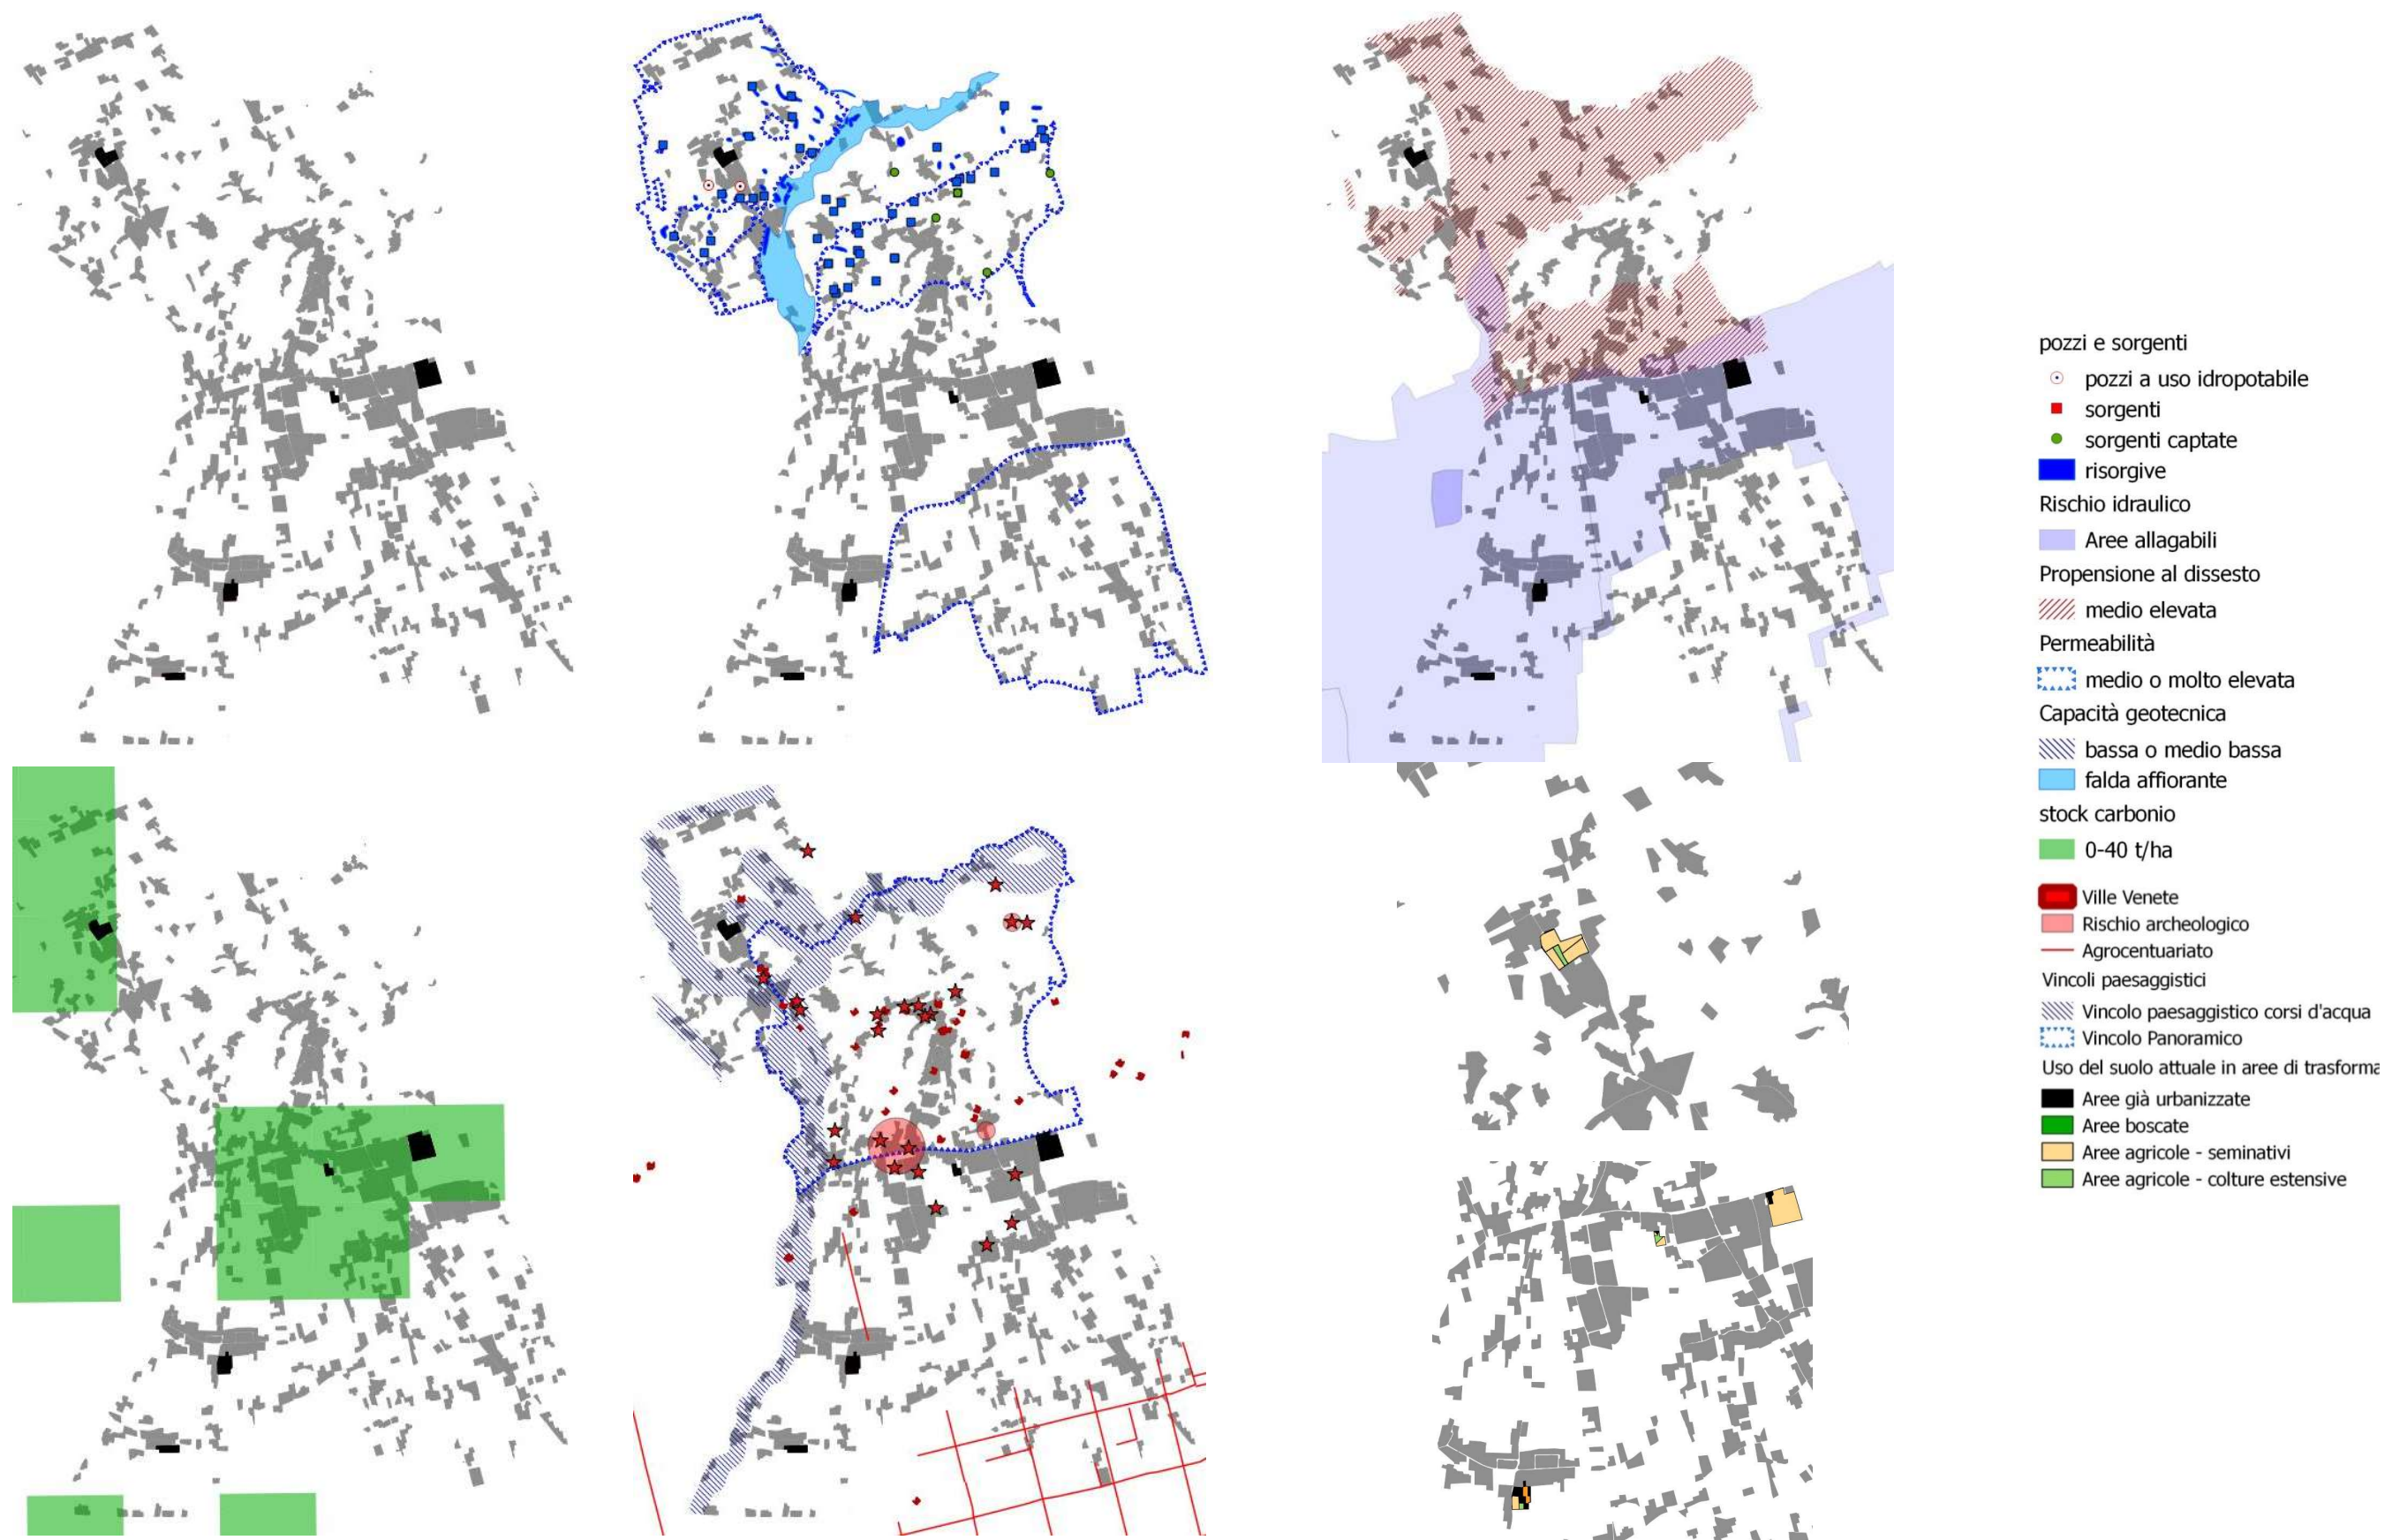 pozzi e sorgenti
pozzi a uso idropotabile
sorgenti
sorgenti captate
risorgive
Rischio idraulico
Aree allagabili
Propensione al dissesto
medio elevata
Permeabilità
medio o molto elevata
Capacità geotecnica
bassa o medio bassa
falda affiorante
stock carbonio
0-40 t/ha
Ville Venete
Rischio archeologico
Agrocentuariato
Vincoli paesaggistici
Vincolo paesaggistico corsi d'acqua
Vincolo Panoramico
Uso del suolo attuale in aree di trasforma
Aree già urbanizzate
Aree boscate
Aree agricole - seminativi
Aree agricole - colture estensive